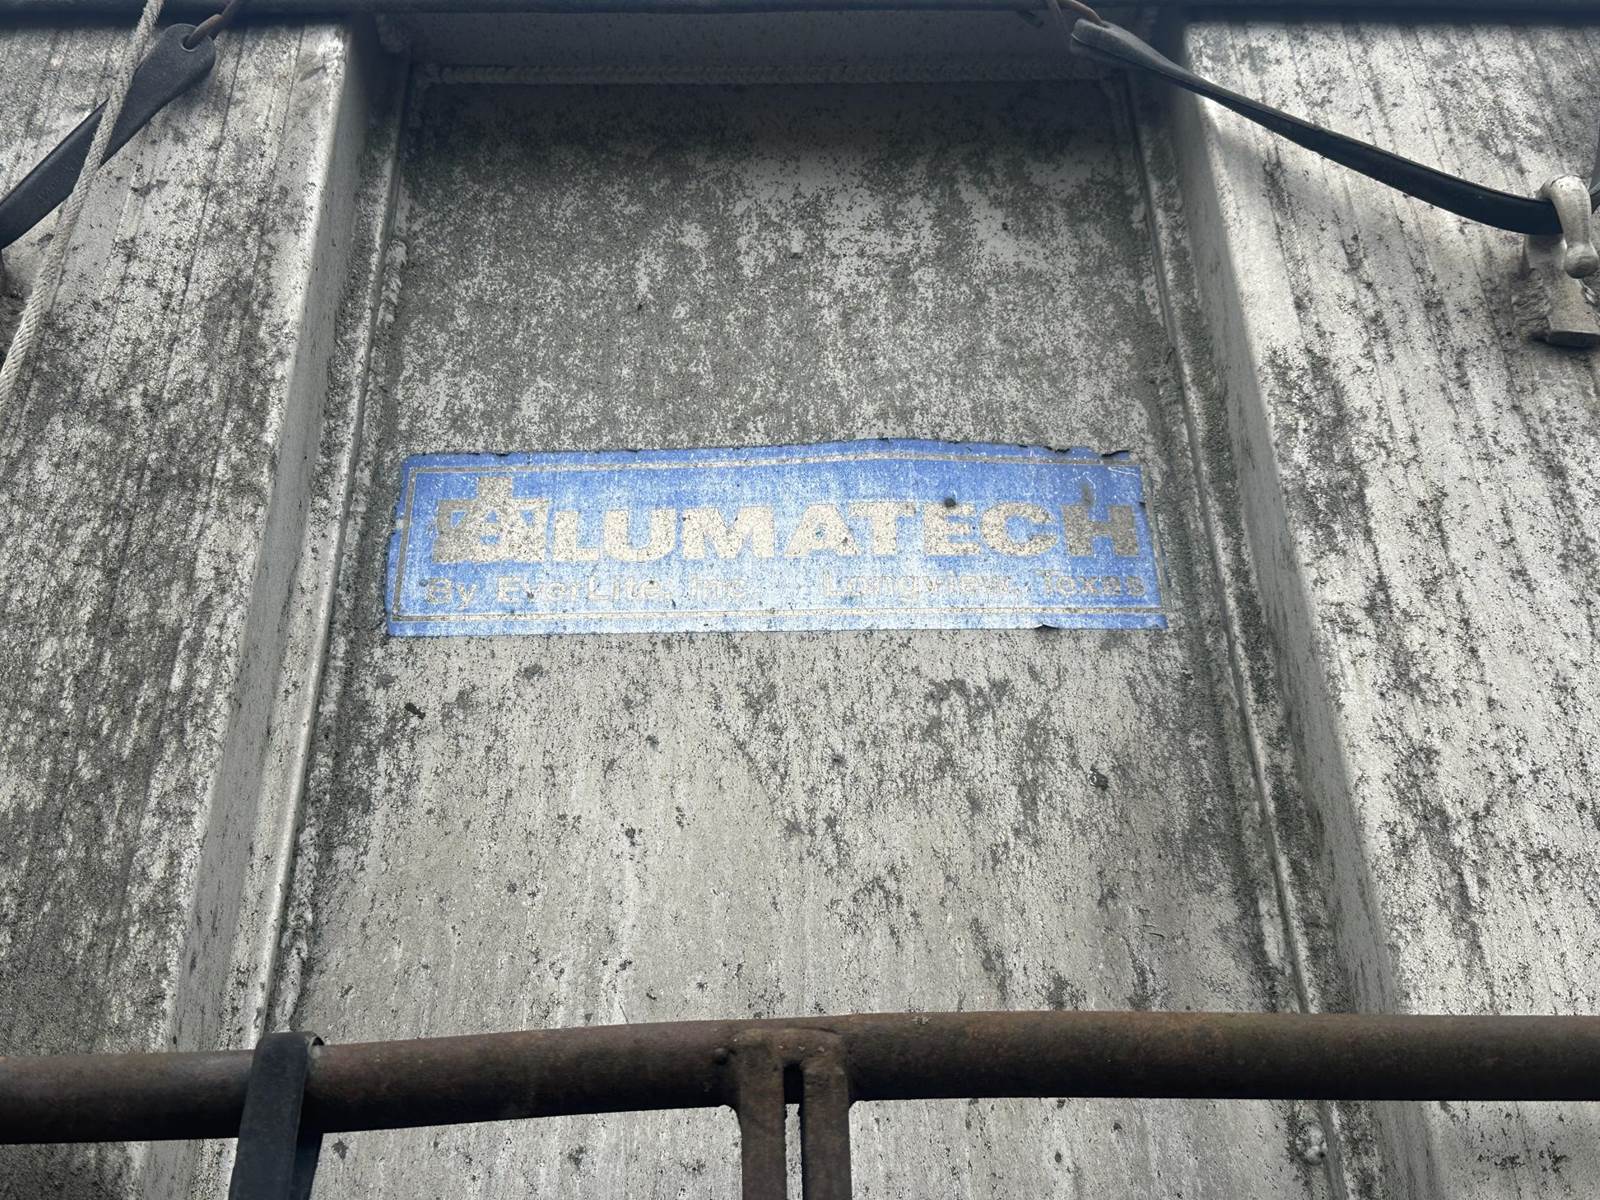 ALUMATECH
By EverLite, Inc. Longview, Texas